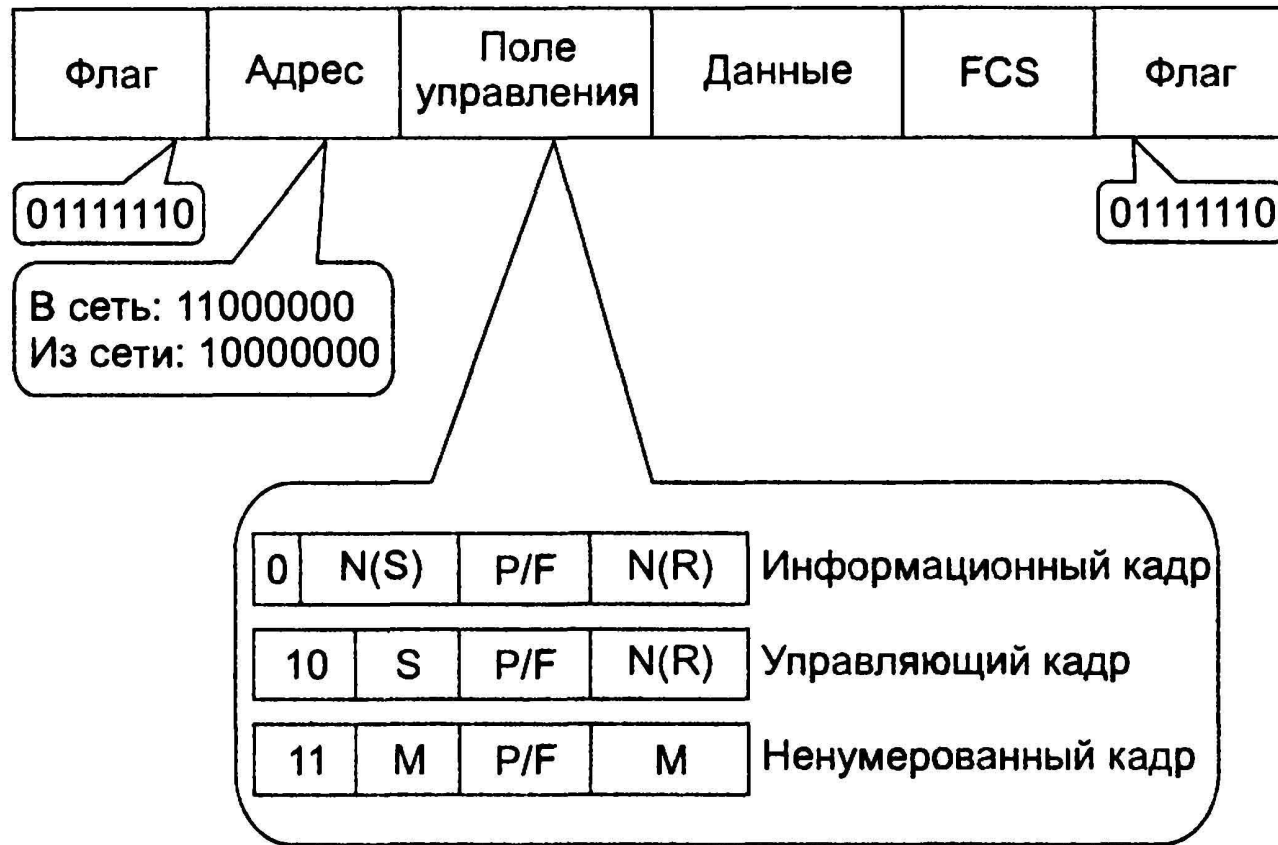 Флаг
Адрес
Поле
управления
Данные
FCS
Флаг
01111110
01111110
В сеть: 11000000
Из сети: 10000000
0 N(S) P/F N(R) Информационный кадр
10 S P/F N(R) Управляющий кадр
11 M P/F M Ненумерованный кадр